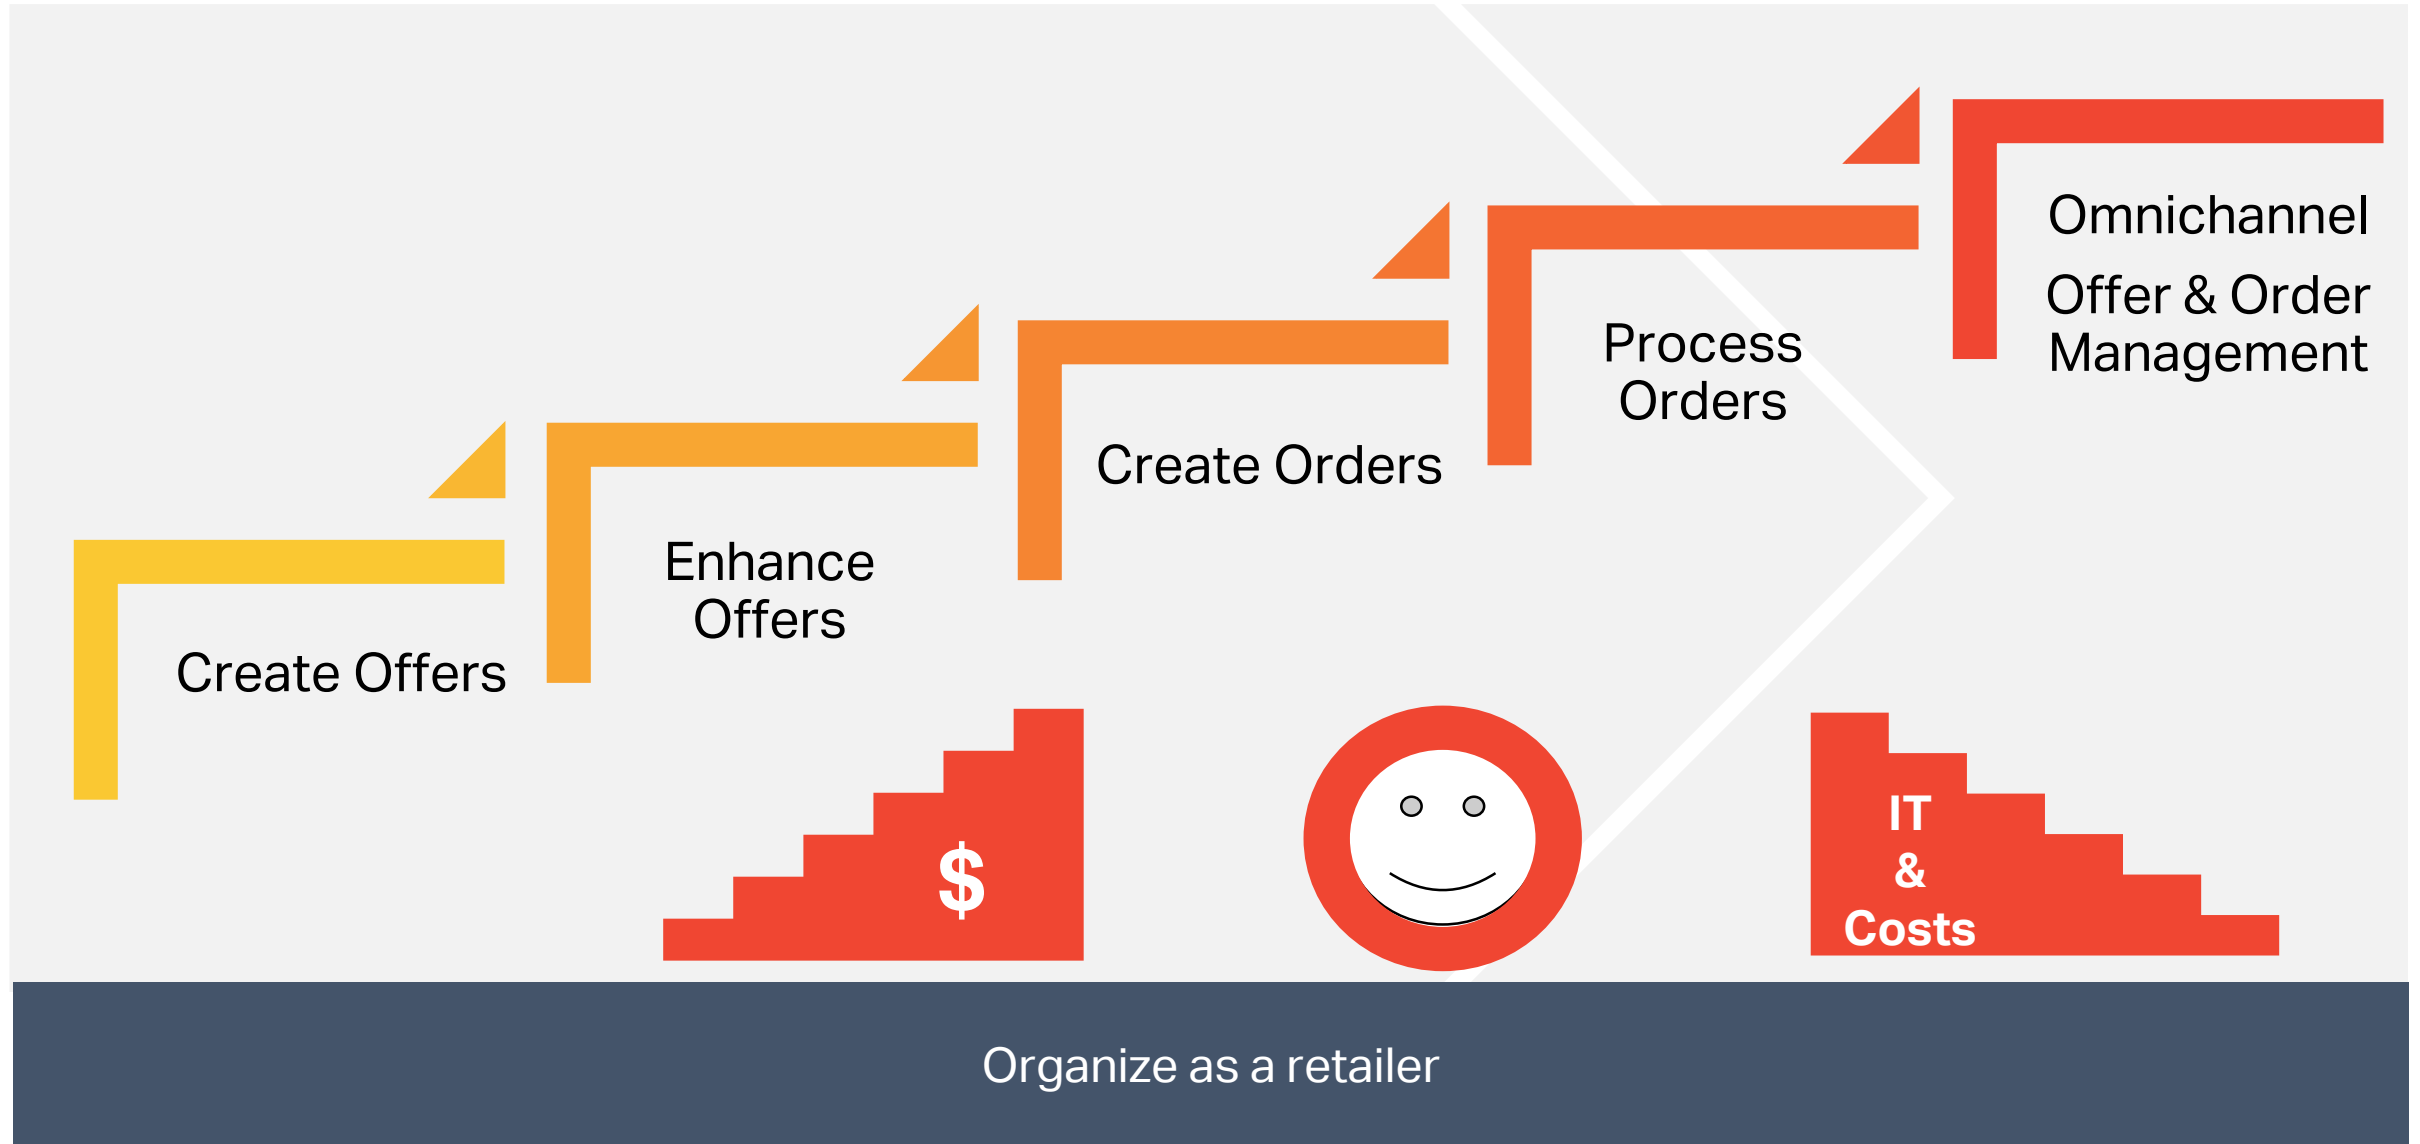 Omnichannel
Offer & Order
Management
Process
Orders
Create Orders
Enhance
Offers
Create Offers
$
IT
&
Costs
Organize as a retailer